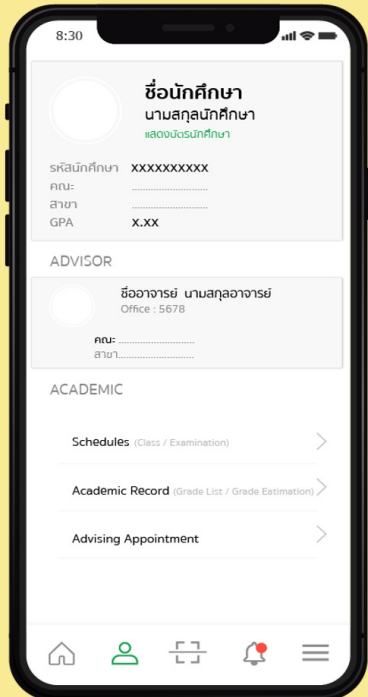 8:30
ชื่อนักศึกษา
นามสกุลนักศึกษา
แสดงบัตรนักศึกษา
รหัสนักศึกษา xxxxxxxxxx
คณะ ............................
สาขา ............................
GPA x.xx
ADVISOR
ชื่ออาจารย์ นามสกุลอาจารย์
Office : 5678
คณะ ............................
สาขา............................
ACADEMIC
Schedules (Class / Examination)
Academic Record (Grade List / Grade Eatimation)
Advising Appointment